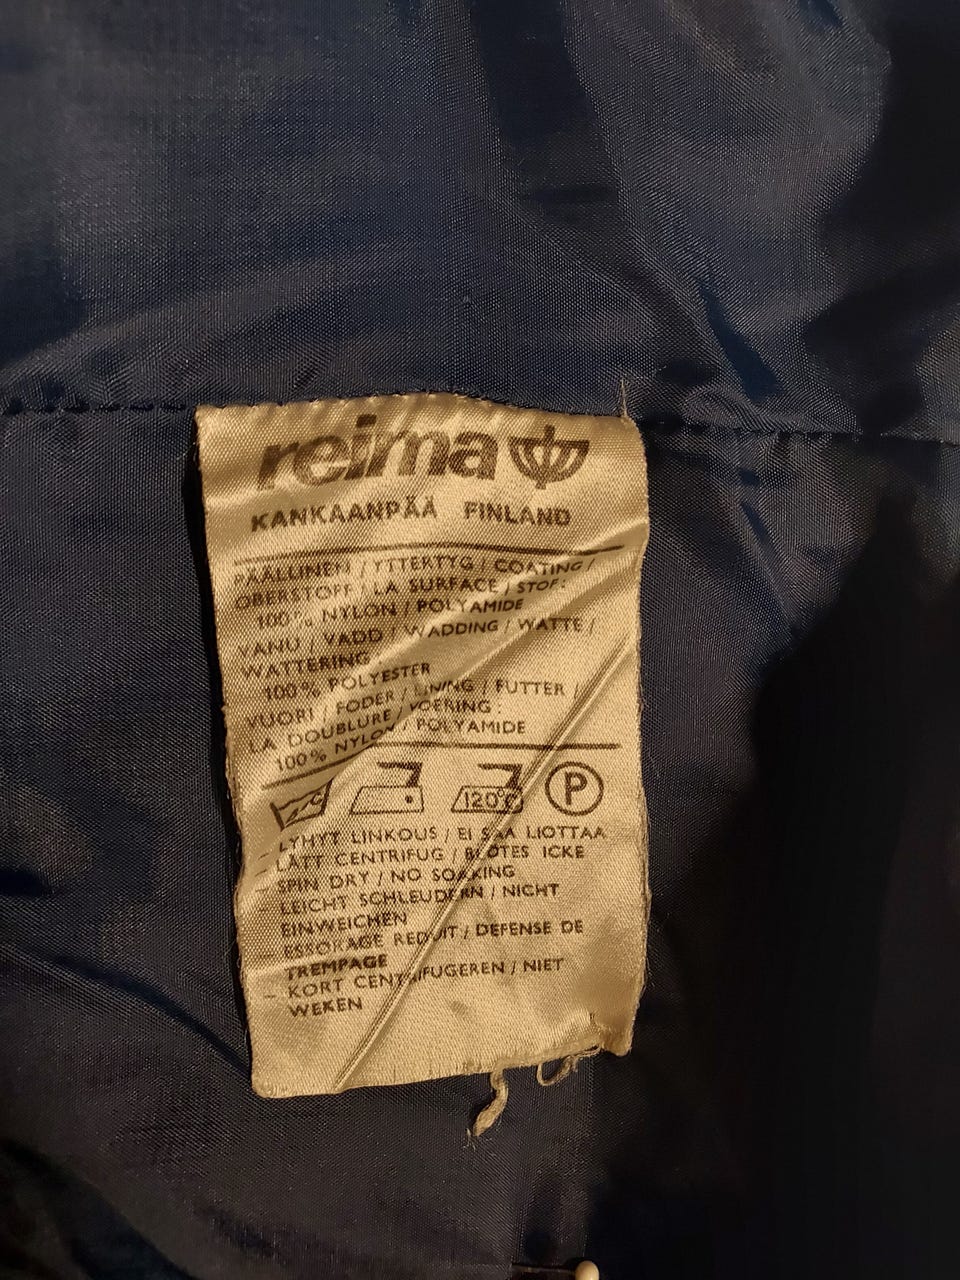 reima
KANKAANPÄÄ FINLAND
PÄÄLLINEN / YTTERTYG / COATING /
OBERSTOFF / LA SURFACE / STOF:
100% NYLON / POLYAMIDE
VANU / VADD / WADDING / WATTE /
WATTERING
100% POLYESTER
VUORI / FODER / LINING / FUTTER /
LA DOUBLURE / VOERING:
100% NYLON / POLYAMIDE
120°C P
- LYHYT LINKOUS / EI SAA LIOTTAA
- LÄTT CENTRIFUG / BLÖTES ICKE
- SPIN DRY / NO SOAKING
- LEICHT SCHLEUDERN / NICHT
EINWEICHEN
- ESSORAGE REDUIT / DEFENSE DE
TREMPAGE
- KORT CENTRIFUGEREN / NIET
WEKEN